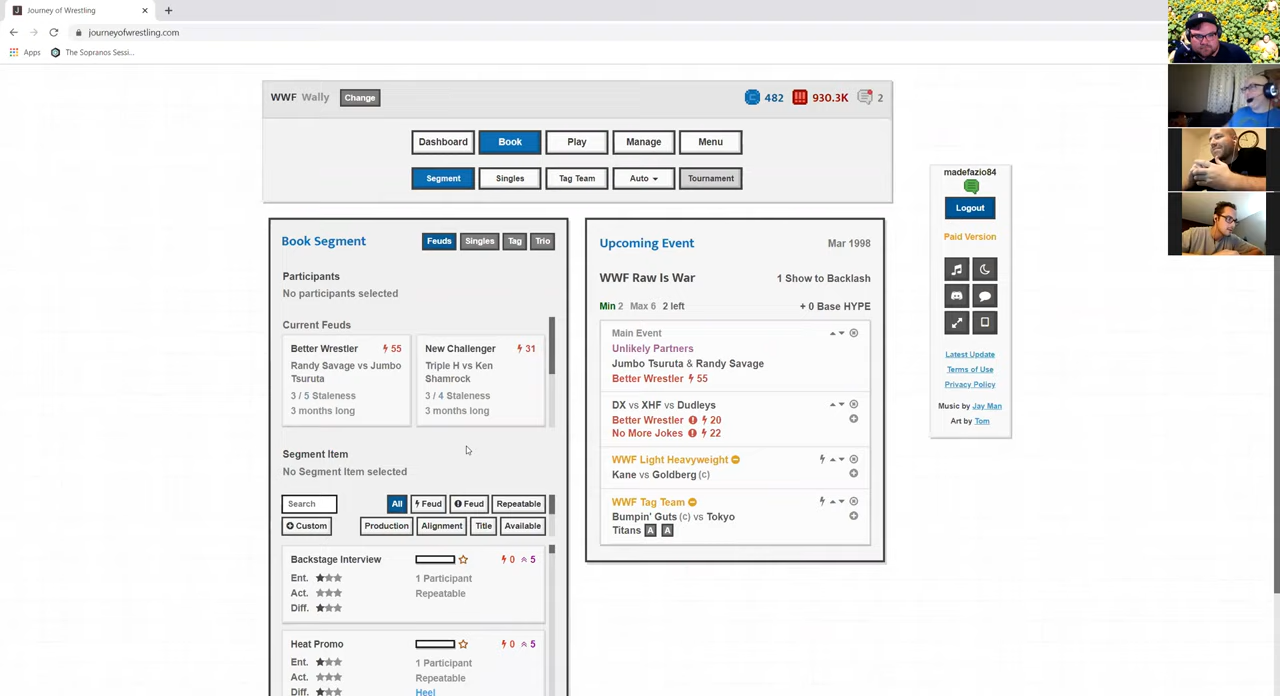 Journey of Wrestling
journeyofwrestling.com
Apps The Sopranos Sessi...
WWF Wally Change 482 930.3K 2
Dashboard Book Play Manage Menu
Segment Singles Tag Team Auto Tournament
Book Segment Feuds Singles Tag Trio
Participants
No participants selected
Current Feuds
Better Wrestler 55
Randy Savage vs Jumbo
Tsuruta
3 / 5 Staleness
3 months long
New Challenger 31
Triple H vs Ken
Shamrock
3 / 4 Staleness
3 months long
Segment Item
No Segment Item selected
Search All Feud Feud Repeatable
Custom Production Alignment Title Available
Backstage Interview 0 5
Ent. 1 Participant
Act. Repeatable
Diff.
Heat Promo 0 5
Ent. 1 Participant
Act. Repeatable
Diff. Heel
Upcoming Event Mar 1998
WWF Raw Is War 1 Show to Backlash
Min 2 Max 6 2 left + 0 Base HYPE
Main Event
Unlikely Partners
Jumbo Tsuruta & Randy Savage
Better Wrestler 55
DX vs XHF vs Dudleys
Better Wrestler 20
No More Jokes 22
WWF Light Heavyweight
Kane vs Goldberg (c)
WWF Tag Team
Bumpin' Guts (c) vs Tokyo
Titans A A
madefazio84
Logout
Paid Version
Latest Update
Terms of Use
Privacy Policy
Music by Jay Man
Art by Tom